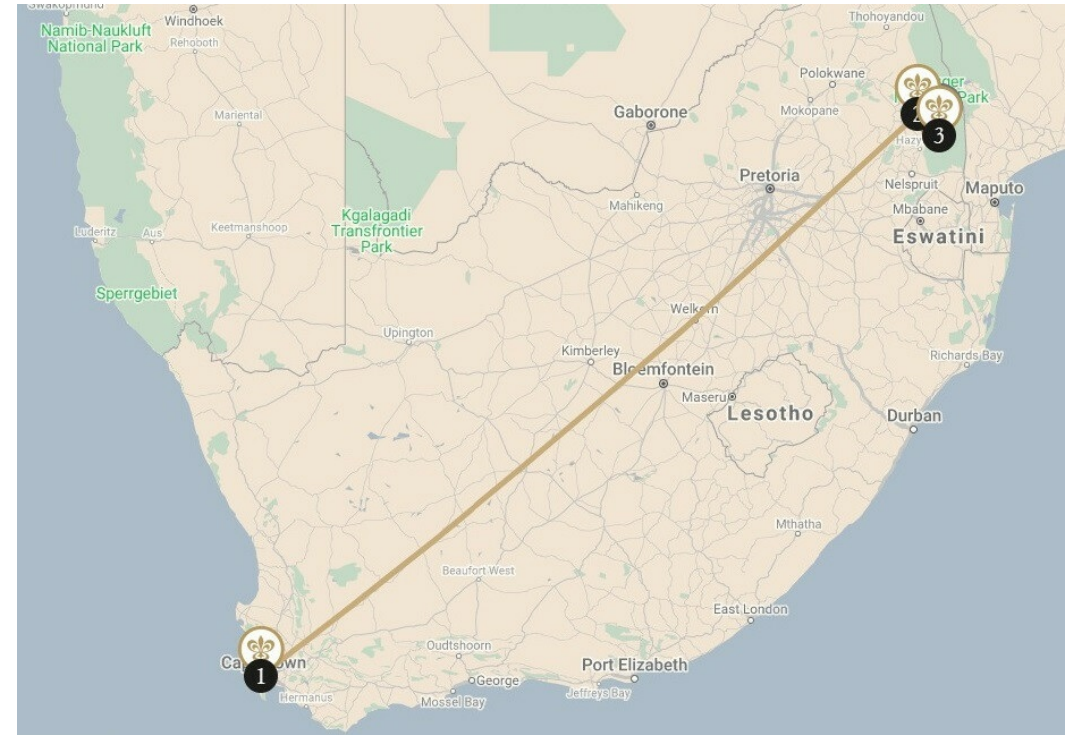 Swakopmund
Windhoek
Thohoyandou
Namib-Naukluft
National Park
Rehoboth
Polokwane
Mokopane
Park
Mariental
Gaborone
2
3
Pretoria
Nelspruit
Maputo
Mahikeng
Mbabane
Kgalagadi
Transfrontier
Park
Luderitz
Aus
Keetmanshoop
Eswatini
Sperrgebiet
Welkom
Upington
Kimberley
Richards Bay
Bloemfontein
Maseru
Lesotho
Durban
Mthatha
Beaufort West
East London
Oudtshoorn
Port Elizabeth
1
George
Hermanus
Mossel Bay
Jeffreys Bay